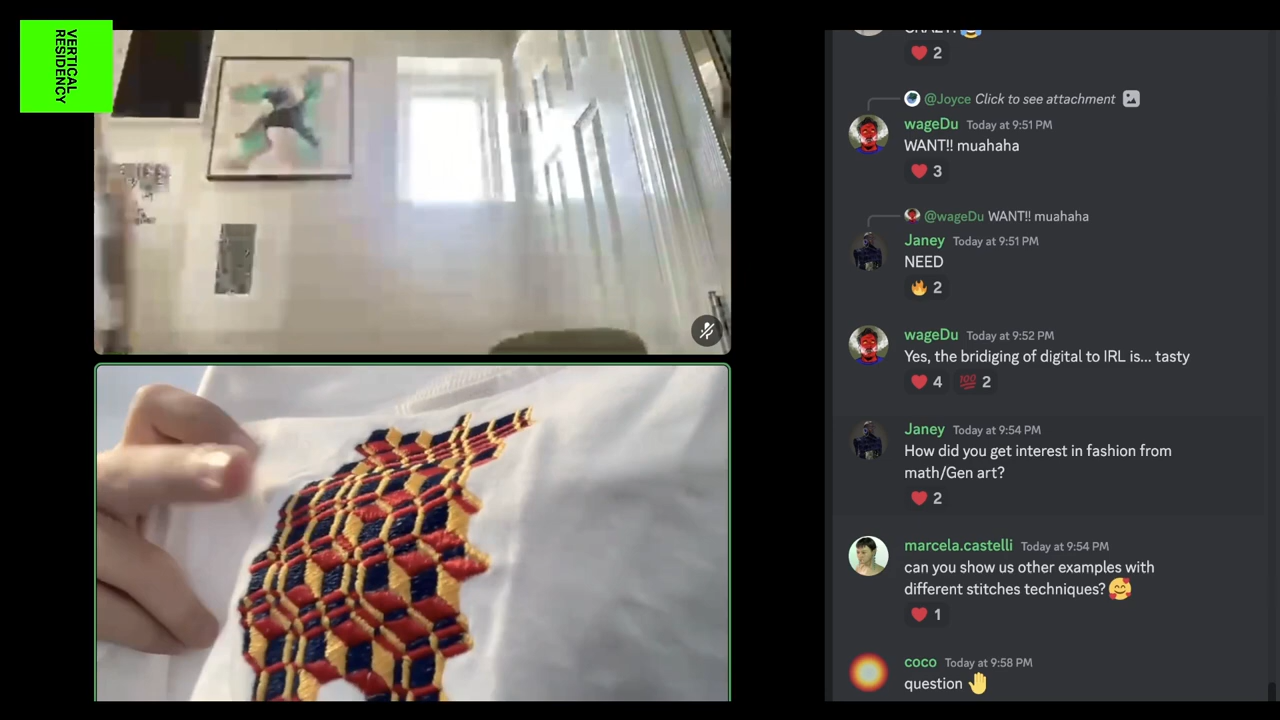 VERTICAL
RESIDENCY
2
@Joyce Click to see attachment
wageDu Today at 9:51 PM
WANT!! muahaha
3
@wageDu WANT!! muahaha
Janey Today at 9:51 PM
NEED
2
wageDu Today at 9:52 PM
Yes, the bridiging of digital to IRL is... tasty
4 100 2
Janey Today at 9:54 PM
How did you get interest in fashion from
math/Gen art?
2
marcela.castelli Today at 9:54 PM
can you show us other examples with
different stitches techniques?
1
coco Today at 9:58 PM
question